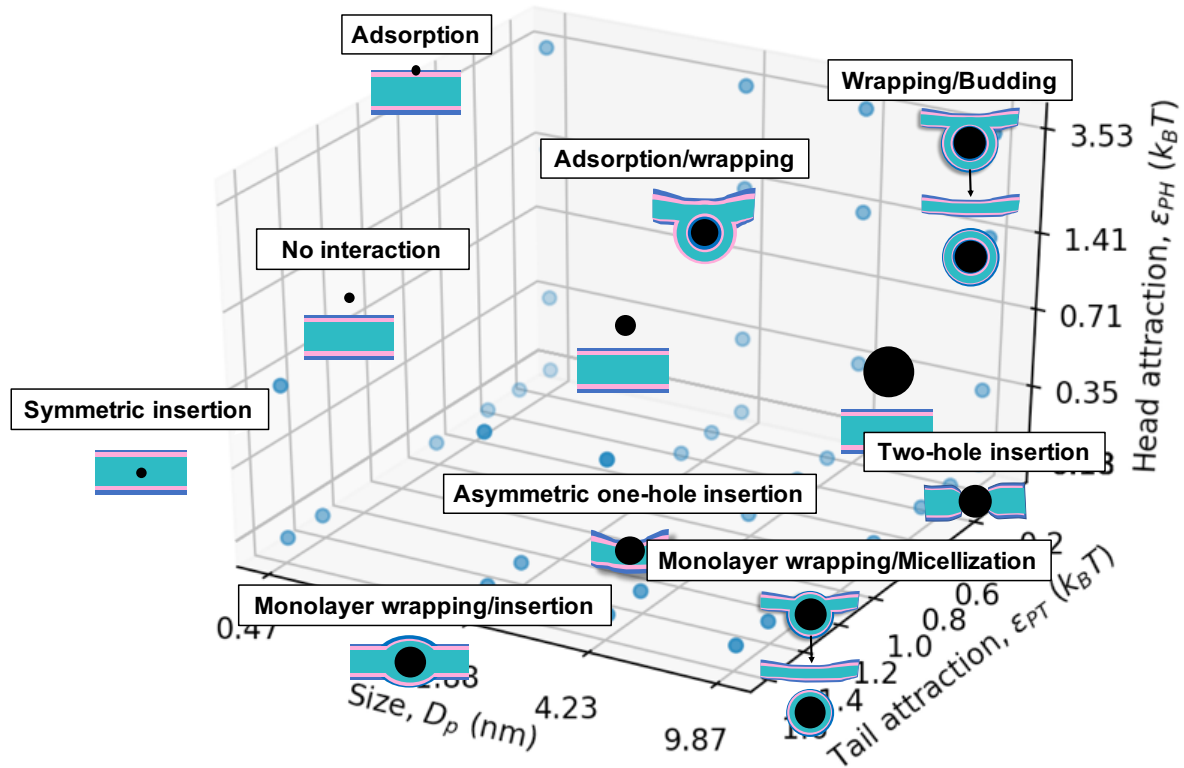 Adsorption
Wrapping/Budding
3.53
Adsorption/wrapping
1.41
No interaction
0.71
0.35
Symmetric insertion
Two-hole insertion
Head attraction, ε_PH (k_BT)
Asymmetric one-hole insertion
Monolayer wrapping/Micellization
0.6
0.8
1.0
1.2
1.4
Monolayer wrapping/insertion
0.47
4.23
9.87
Size, D_p (nm)
Tail attraction, ε_PT (k_BT)